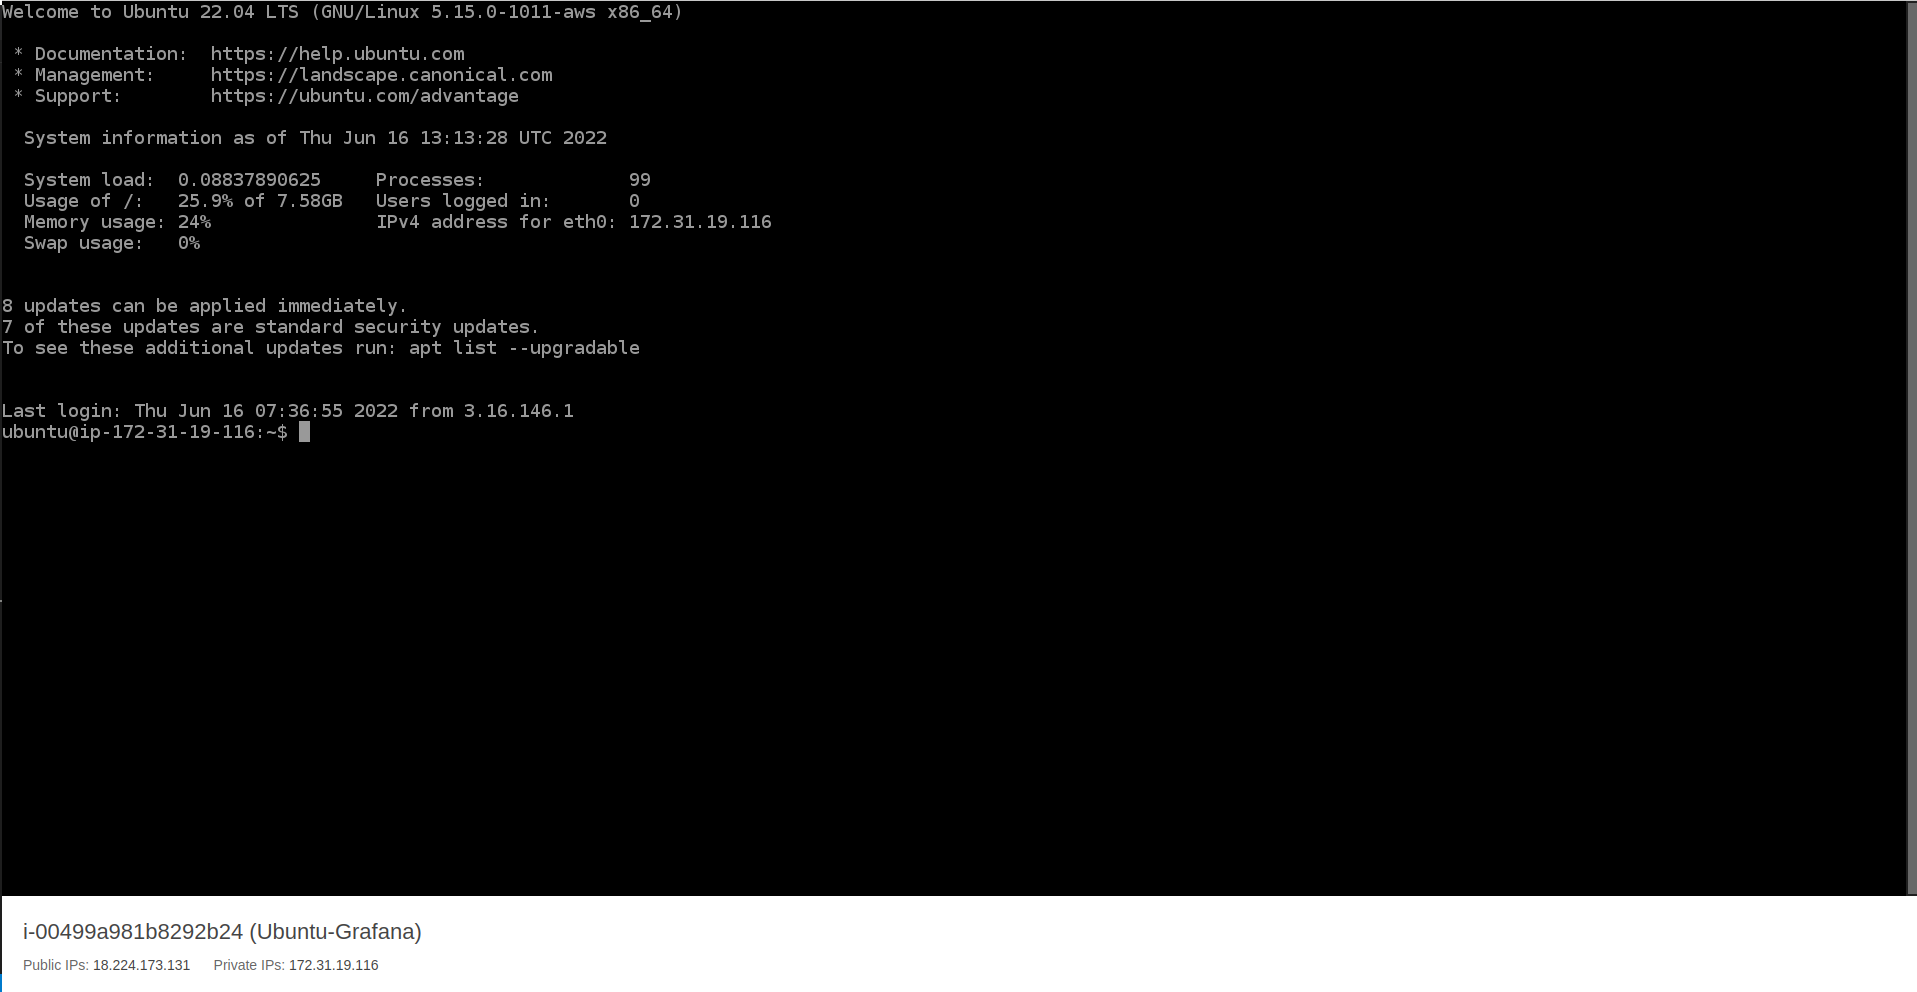 Welcome to Ubuntu 22.04 LTS (GNU/Linux 5.15.0-1011-aws x86_64)
* Documentation:  https://help.ubuntu.com
* Management:     https://landscape.canonical.com
* Support:        https://ubuntu.com/advantage
System information as of Thu Jun 16 13:13:28 UTC 2022
System load:  0.08837890625     Processes:             99
Usage of /:   25.9% of 7.58GB   Users logged in:       0
Memory usage: 24%               IPv4 address for eth0: 172.31.19.116
Swap usage:   0%
8 updates can be applied immediately.
7 of these updates are standard security updates.
To see these additional updates run: apt list --upgradable
Last login: Thu Jun 16 07:36:55 2022 from 3.16.146.1
ubuntu@ip-172-31-19-116:~$
i-00499a981b8292b24 (Ubuntu-Grafana)
Public IPs: 18.224.173.131 Private IPs: 172.31.19.116